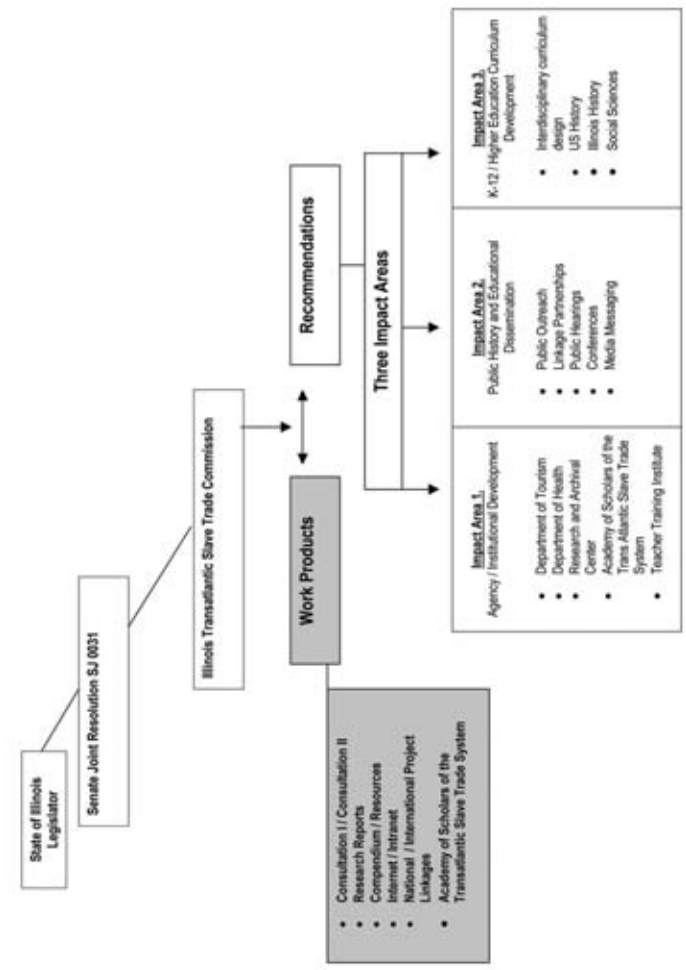 State of Illinois
Legislator
Senate Joint Resolution SJ 0031
Illinois Transatlantic Slave Trade Commission
Work Products
Recommendations
• Consultation I / Consultation II
• Research Reports
• Compendium / Resources
• Internet / Intranet
• National / International Project
Linkages
• Academy of Scholars of the
Transatlantic Slave Trade System
Three Impact Areas
Impact Area 1.
Agency / Institutional Development
• Department of Tourism
• Department of Health
• Research and Archival
Center
• Academy of Scholars of the
Trans Atlantic Slave Trade
System
• Teacher Training Institute
Impact Area 2.
Public History and Educational
Dissemination
• Public Outreach
• Linkage Partnerships
• Public Hearings
• Conferences
• Media Messaging
Impact Area 3.
K-12 / Higher Education Curriculum
Development
• Interdisciplinary curriculum
design
• US History
• Illinois History
• Social Sciences